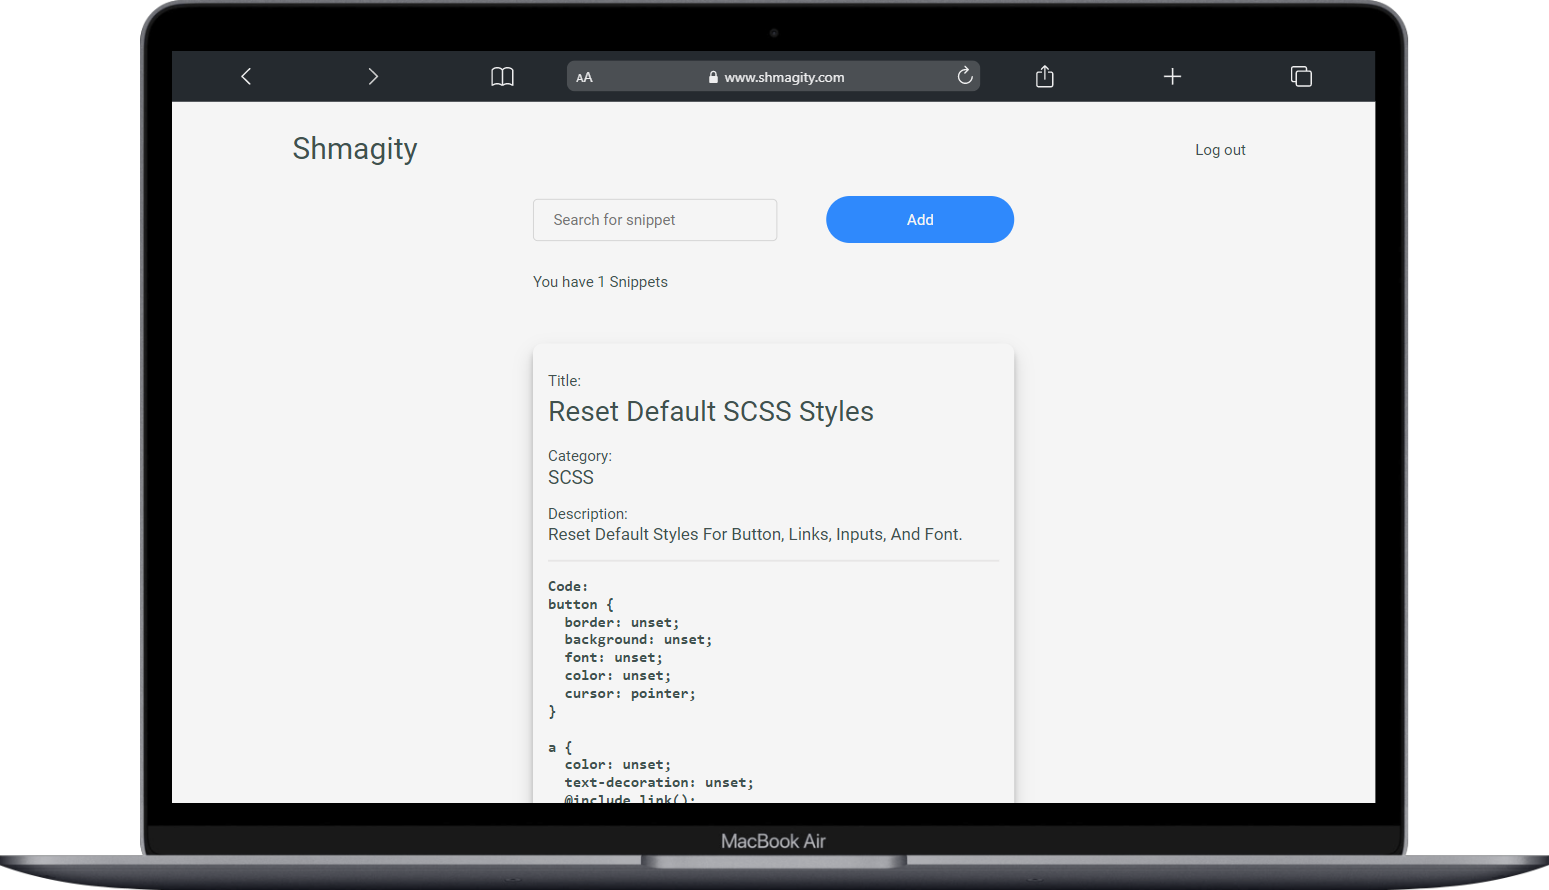 AA www.shmagity.com
Shmagity
Log out
Search for snippet
Add
You have 1 Snippets
Title:
Reset Default SCSS Styles
Category:
SCSS
Description:
Reset Default Styles For Button, Links, Inputs, And Font.
Code:
button {
  border: unset;
  background: unset;
  font: unset;
  color: unset;
  cursor: pointer;
}
a {
  color: unset;
  text-decoration: unset;
  @include link();
MacBook Air